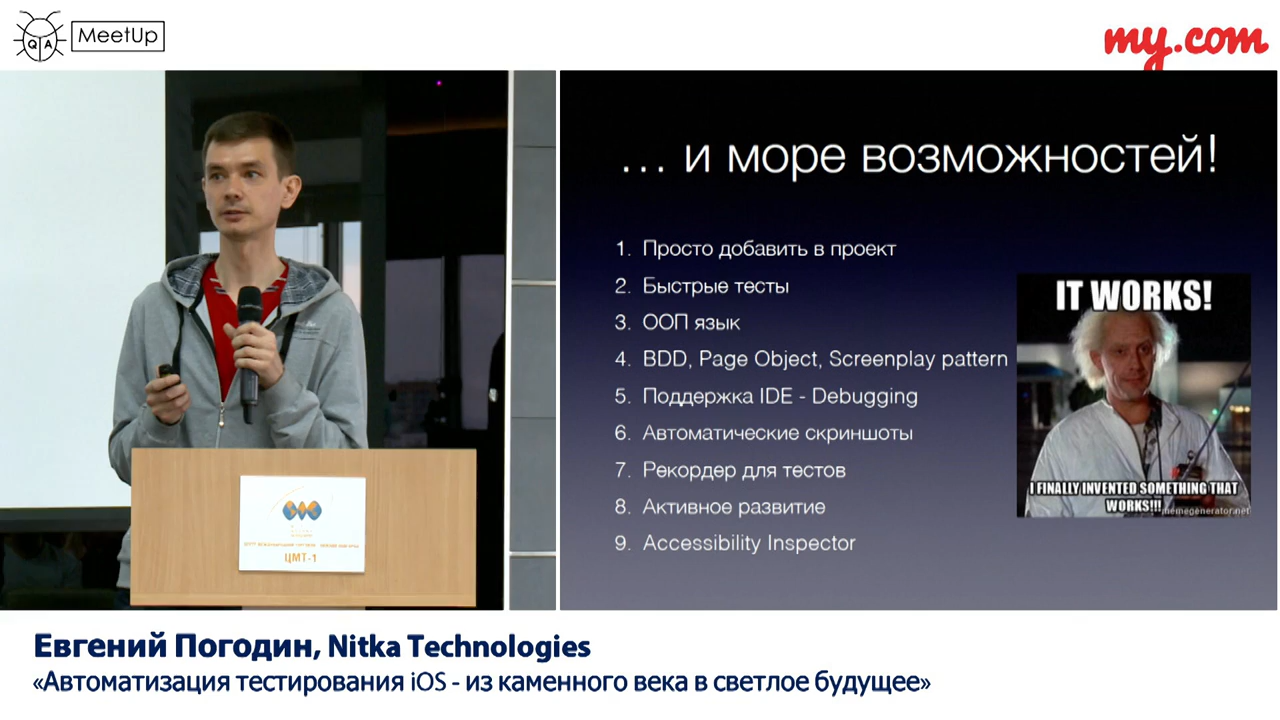 QA
MeetUp
my.com
... и море возможностей!
1. Просто добавить в проект
2. Быстрые тесты
3. ООП язык
4. BDD, Page Object, Screenplay pattern
5. Поддержка IDE - Debugging
6. Автоматические скриншоты
7. Рекордер для тестов
8. Активное развитие
9. Accessibility Inspector
IT WORKS!
I FINALLY INVENTED SOMETHING THAT
WORKS!!!
memegenerator.net
ЦМТ-1
Евгений Погодин, Nitka Technologies
«Автоматизация тестирования iOS - из каменного века в светлое будущее»